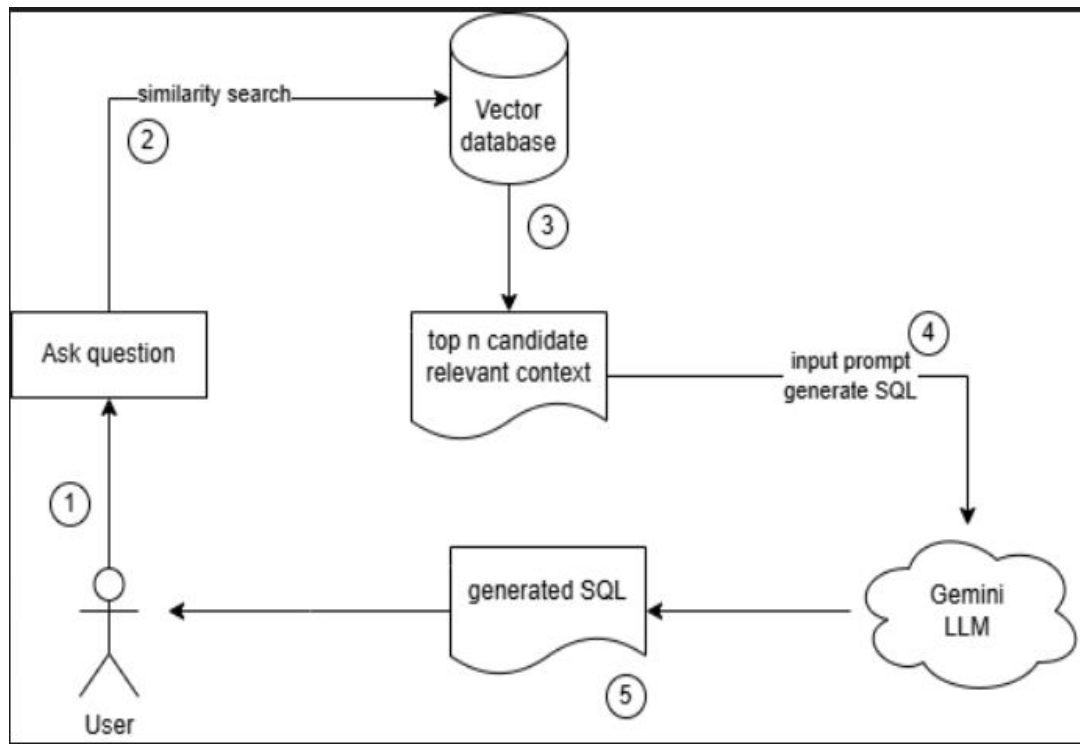 similarity search
2
Vector
database
3
top n candidate
relevant context
4
input prompt
generate SQL
Ask question
1
generated SQL
5
Gemini
LLM
User